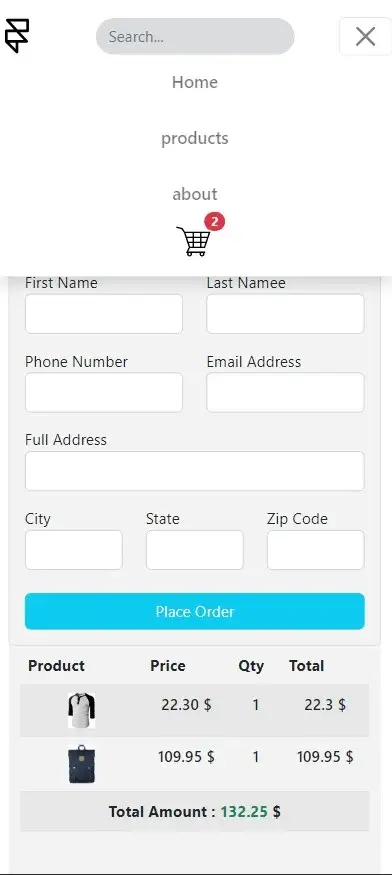 Search...
Home
products
about
2
First Name Last Namee
Phone Number Email Address
Full Address
City State Zip Code
Place Order
Product Price Qty Total
22.30 $ 1 22.3 $
109.95 $ 1 109.95 $
Total Amount : 132.25 $